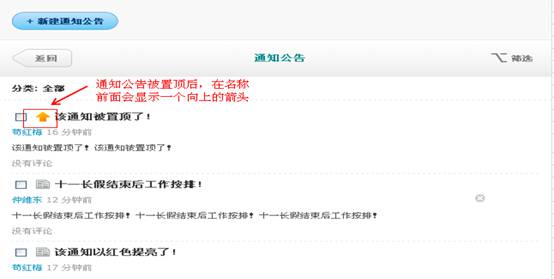 + 新建通知公告
返回
通知公告
筛选
分类: 全部
通知公告被置顶后，在名称
前面会显示一个向上的箭头
该通知被置顶了!
苟红梅 16 分钟前
该通知被置顶了! 该通知被置顶了!
没有评论
十一长假结束后工作按排!
仲维东 12 分钟前
十一长假结束后工作按排! 十一长假结束后工作按排! 十一长假结束后工作按排!
没有评论
该通知以红色提亮了!
苟红梅 17 分钟前